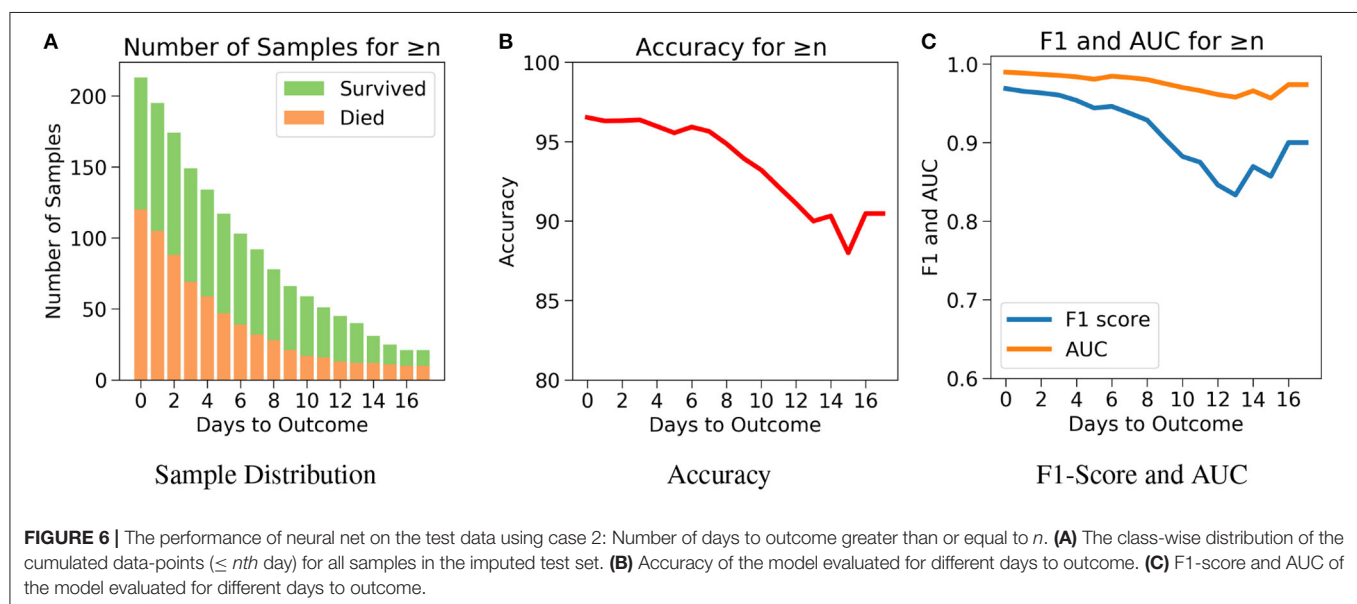 A
Number of Samples for ≥n
Survived
Died
Number of Samples
200
150
100
50
0
0 2 4 6 8 10 12 14 16
Days to Outcome
Sample Distribution
B
Accuracy for ≥n
Accuracy
100
95
90
85
80
0 2 4 6 8 10 12 14 16
Days to Outcome
Accuracy
C
F1 and AUC for ≥n
F1 and AUC
1.0
0.9
0.8
0.7
0.6
F1 score
AUC
0 2 4 6 8 10 12 14 16
Days to Outcome
F1-Score and AUC
FIGURE 6 | The performance of neural net on the test data using case 2: Number of days to outcome greater than or equal to n. (A) The class-wise distribution of the
cumulated data-points (≤ nth day) for all samples in the imputed test set. (B) Accuracy of the model evaluated for different days to outcome. (C) F1-score and AUC of
the model evaluated for different days to outcome.